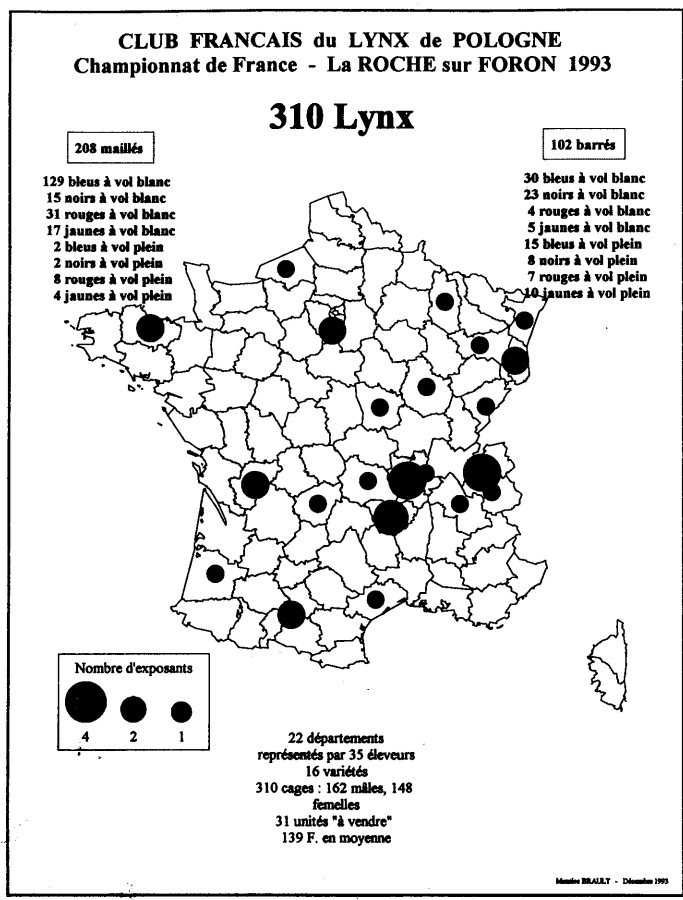 CLUB FRANCAIS du LYNX de POLOGNE
Championnat de France - La ROCHE sur FORON 1993
310 Lynx
208 maillés
129 bleus à vol blanc
15 noirs à vol blanc
31 rouges à vol blanc
17 jaunes à vol blanc
2 bleus à vol plein
2 noirs à vol plein
8 rouges à vol plein
4 jaunes à vol plein
102 barrés
30 bleus à vol blanc
23 noirs à vol blanc
4 rouges à vol blanc
5 jaunes à vol blanc
15 bleus à vol plein
8 noirs à vol plein
7 rouges à vol plein
10 jaunes à vol plein
Nombre d'exposants
4 2 1
22 départements
représentés par 35 éleveurs
16 variétés
310 cages : 162 mâles, 148
femelles
31 unités "à vendre"
139 F. en moyenne
Maurice BRAULT - Décembre 1993